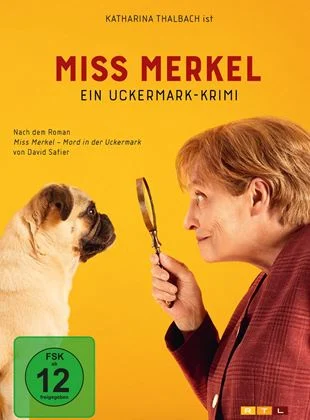 KATHARINA THALBACH ist
MISS MERKEL
EIN UCKERMARK-KRIMI
Nach dem Roman
Miss Merkel – Mord in der Uckermark
von David Safier
FSK
ab
12
freigegeben
RTL